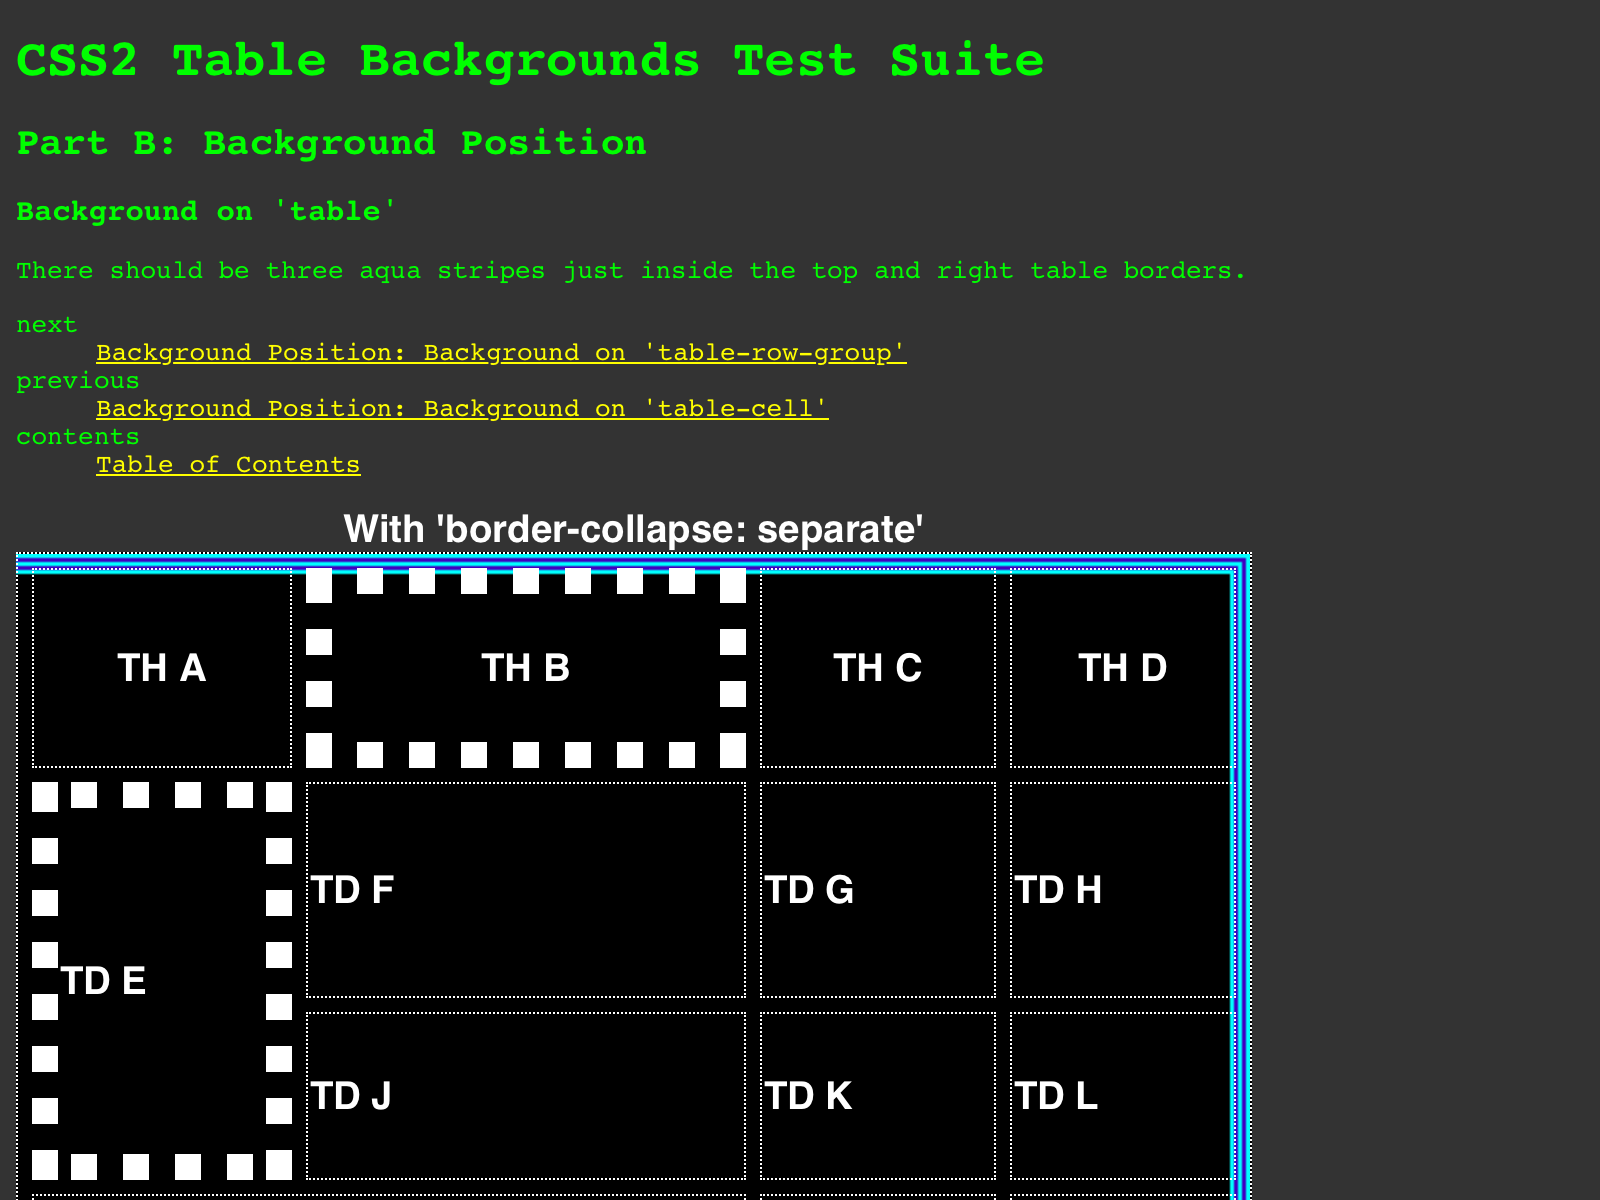 CSS2 Table Backgrounds Test Suite
Part B: Background Position
Background on 'table'
There should be three aqua stripes just inside the top and right table borders.
next
Background Position: Background on 'table-row-group'
previous
Background Position: Background on 'table-cell'
contents
Table of Contents
With 'border-collapse: separate'
TH A TH B TH C TH D
TD F TD G TD H
TD E
TD J TD K TD L